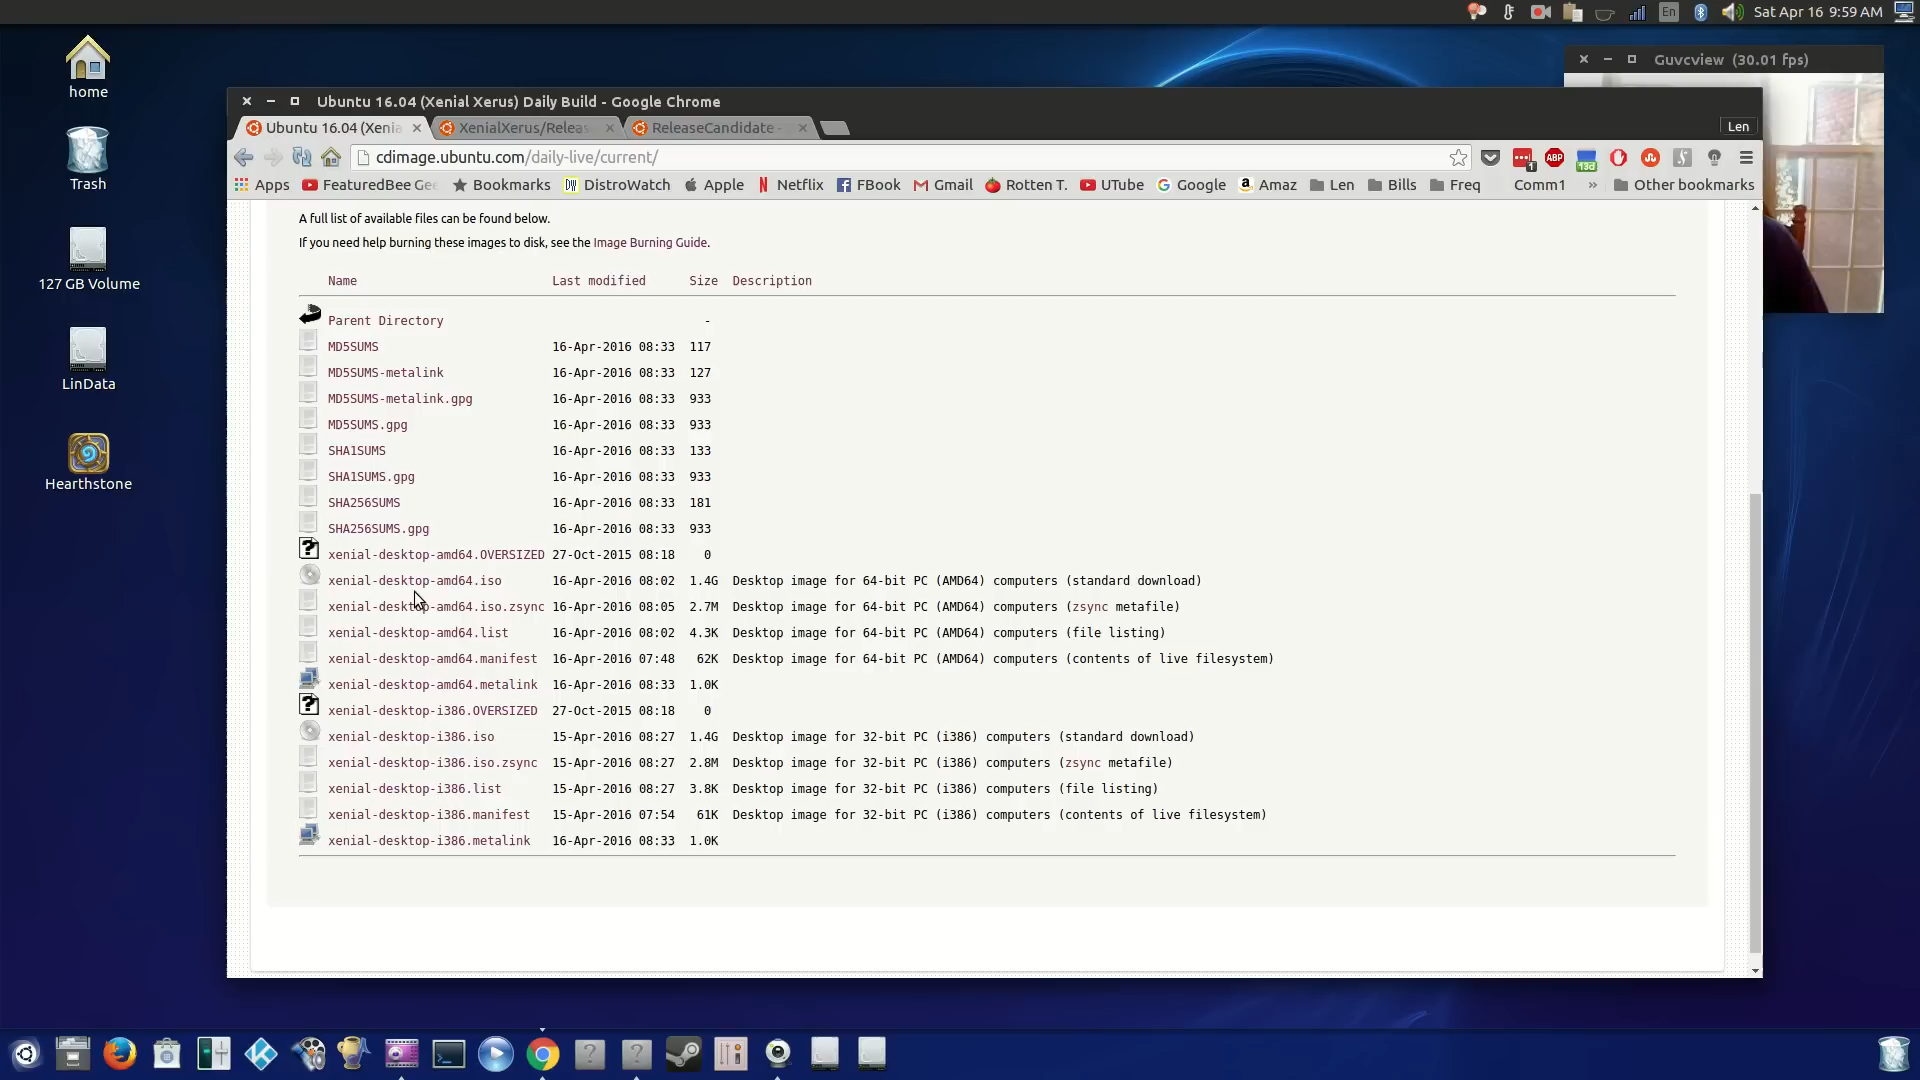 En
Sat Apr 16 9:59 AM
home
Trash
127 GB Volume
LinData
Hearthstone
Guvcview (30.01 fps)
Ubuntu 16.04 (Xenial Xerus) Daily Build - Google Chrome
Ubuntu 16.04 (Xenia
XenialXerus/Releas
ReleaseCandidate -
Len
cdimage.ubuntu.com/daily-live/current/
1
ABP
13d
Apps
FeaturedBee Gee
Bookmarks
DW DistroWatch
Apple
Netflix
FBook
Gmail
Rotten T.
UTube
Google
Amaz
Len
Bills
Freq
Comm1
»
Other bookmarks
A full list of available files can be found below.
If you need help burning these images to disk, see the Image Burning Guide.
Name Last modified Size Description
Parent Directory -
MD5SUMS 16-Apr-2016 08:33 117
MD5SUMS-metalink 16-Apr-2016 08:33 127
MD5SUMS-metalink.gpg 16-Apr-2016 08:33 933
MD5SUMS.gpg 16-Apr-2016 08:33 933
SHA1SUMS 16-Apr-2016 08:33 133
SHA1SUMS.gpg 16-Apr-2016 08:33 933
SHA256SUMS 16-Apr-2016 08:33 181
SHA256SUMS.gpg 16-Apr-2016 08:33 933
xenial-desktop-amd64.OVERSIZED 27-Oct-2015 08:18 0
xenial-desktop-amd64.iso 16-Apr-2016 08:02 1.4G Desktop image for 64-bit PC (AMD64) computers (standard download)
xenial-desktop-amd64.iso.zsync 16-Apr-2016 08:05 2.7M Desktop image for 64-bit PC (AMD64) computers (zsync metafile)
xenial-desktop-amd64.list 16-Apr-2016 08:02 4.3K Desktop image for 64-bit PC (AMD64) computers (file listing)
xenial-desktop-amd64.manifest 16-Apr-2016 07:48 62K Desktop image for 64-bit PC (AMD64) computers (contents of live filesystem)
xenial-desktop-amd64.metalink 16-Apr-2016 08:33 1.0K
xenial-desktop-i386.OVERSIZED 27-Oct-2015 08:18 0
xenial-desktop-i386.iso 15-Apr-2016 08:27 1.4G Desktop image for 32-bit PC (i386) computers (standard download)
xenial-desktop-i386.iso.zsync 15-Apr-2016 08:27 2.8M Desktop image for 32-bit PC (i386) computers (zsync metafile)
xenial-desktop-i386.list 15-Apr-2016 08:27 3.8K Desktop image for 32-bit PC (i386) computers (file listing)
xenial-desktop-i386.manifest 15-Apr-2016 07:54 61K Desktop image for 32-bit PC (i386) computers (contents of live filesystem)
xenial-desktop-i386.metalink 16-Apr-2016 08:33 1.0K